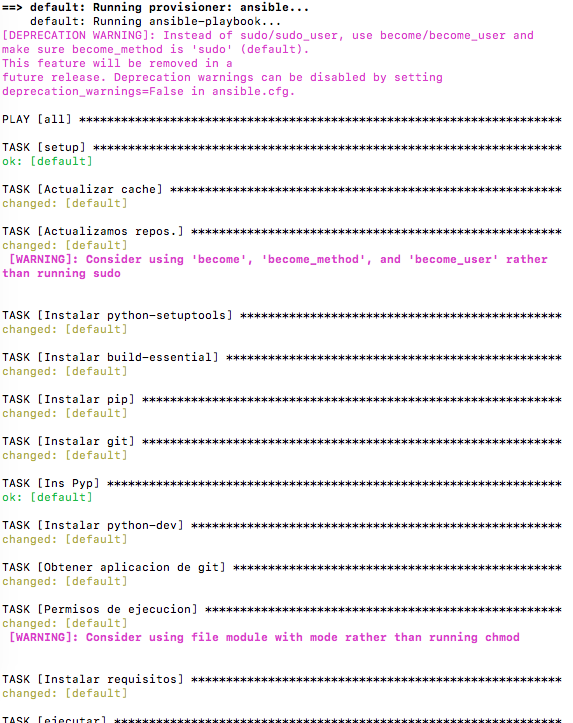 ==> default: Running provisioner: ansible...
    default: Running ansible-playbook...
[DEPRECATION WARNING]: Instead of sudo/sudo_user, use become/become_user and
make sure become_method is 'sudo' (default).
This feature will be removed in a
future release. Deprecation warnings can be disabled by setting
deprecation_warnings=False in ansible.cfg.
PLAY [all] *********************************************************************
TASK [setup] *******************************************************************
ok: [default]
TASK [Actualizar cache] ********************************************************
changed: [default]
TASK [Actualizamos repos.] *****************************************************
changed: [default]
 [WARNING]: Consider using 'become', 'become_method', and 'become_user' rather
than running sudo
TASK [Instalar python-setuptools] **********************************************
changed: [default]
TASK [Instalar build-essential] ************************************************
changed: [default]
TASK [Instalar pip] ************************************************************
changed: [default]
TASK [Instalar git] ************************************************************
changed: [default]
TASK [Ins Pyp] *****************************************************************
ok: [default]
TASK [Instalar python-dev] *****************************************************
changed: [default]
TASK [Obtener aplicacion de git] ***********************************************
changed: [default]
TASK [Permisos de ejecucion] ***************************************************
changed: [default]
 [WARNING]: Consider using file module with mode rather than running chmod
TASK [Instalar requisitos] *****************************************************
changed: [default]
TASK [ejecutar] ****************************************************************